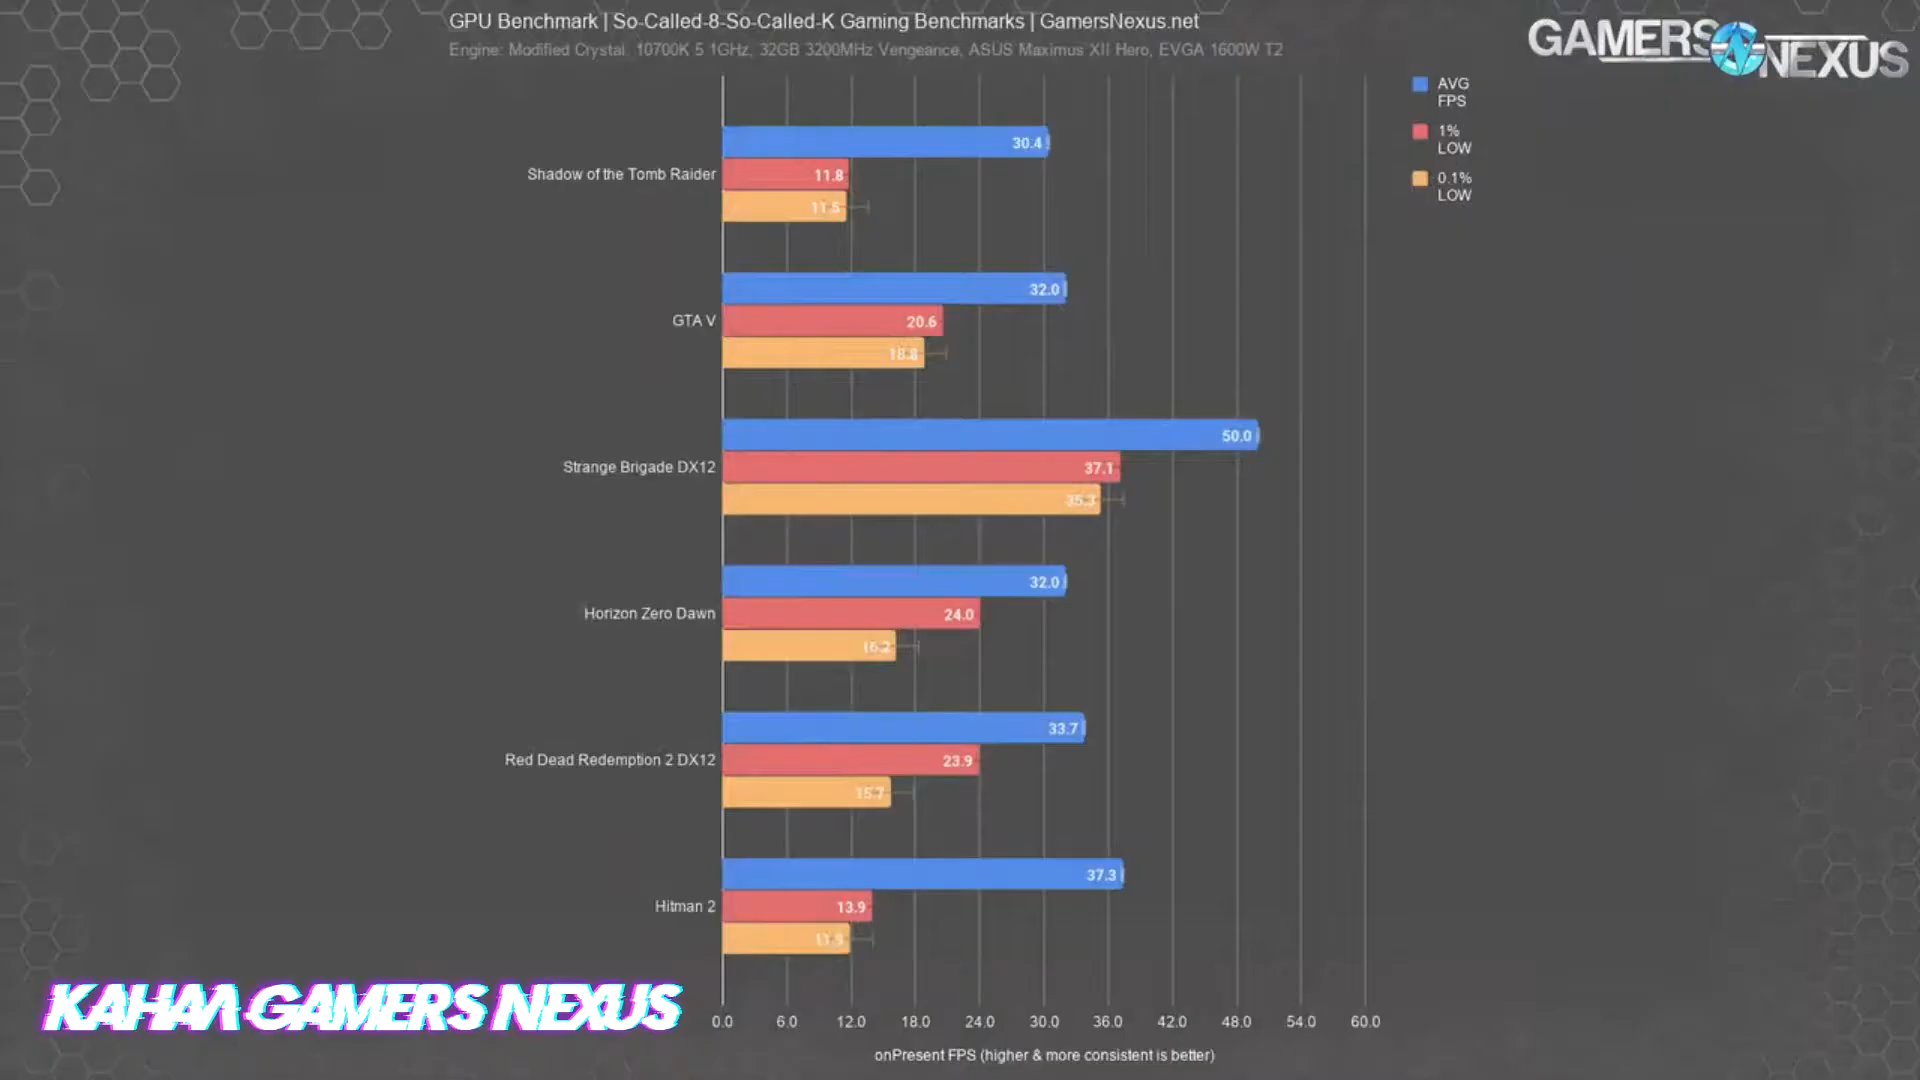 GPU Benchmark | So-Called-8-So-Called-K Gaming Benchmarks | GamersNexus.net
Engine: Modified Crystal. 10700K 5 1GHz, 32GB 3200MHz Vengeance, ASUS Maximus XII Hero, EVGA 1600W T2
GAMERS NEXUS
AVG
FPS
1%
LOW
0.1%
LOW
Shadow of the Tomb Raider
30.4
11.8
11.5
GTA V
32.0
20.6
18.8
Strange Brigade DX12
50.0
37.1
35.3
Horizon Zero Dawn
32.0
24.0
16.2
Red Dead Redemption 2 DX12
33.7
23.9
15.7
Hitman 2
37.3
13.9
11.9
0.0 6.0 12.0 18.0 24.0 30.0 36.0 42.0 48.0 54.0 60.0
onPresent FPS (higher & more consistent is better)
GAMERS NEXUS